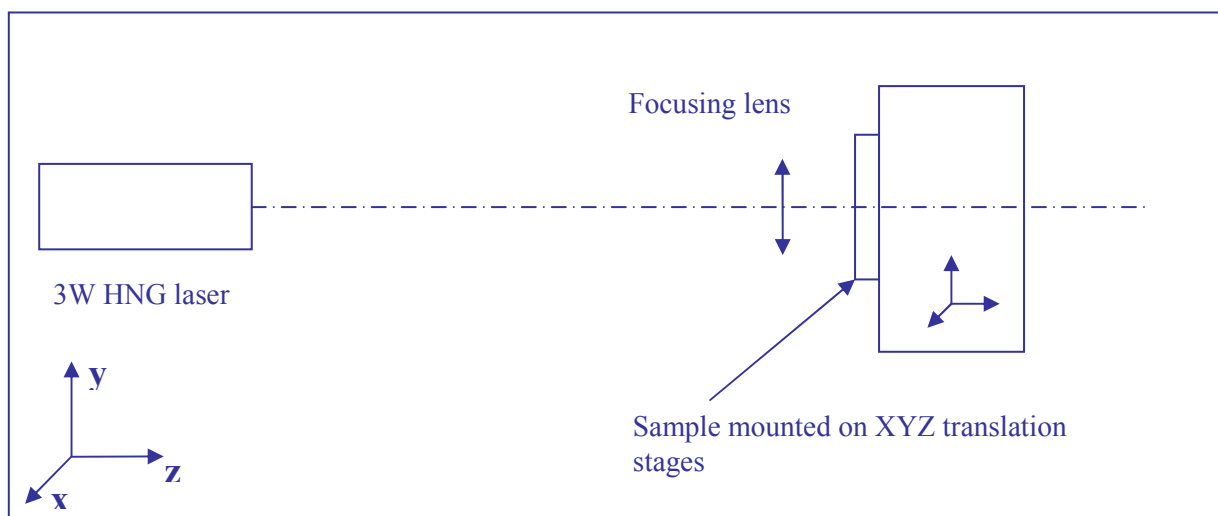 Focusing lens
3W HNG laser
y
z
x
Sample mounted on XYZ translation
stages